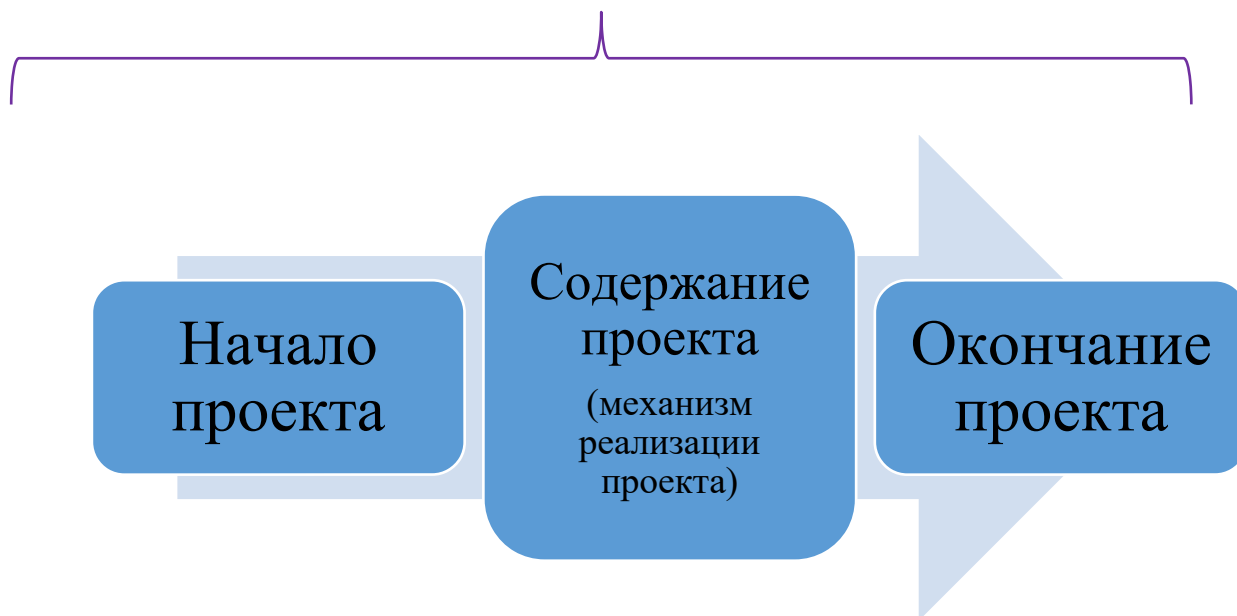 Начало
проекта
Содержание
проекта
(механизм
реализации
проекта)
Окончание
проекта